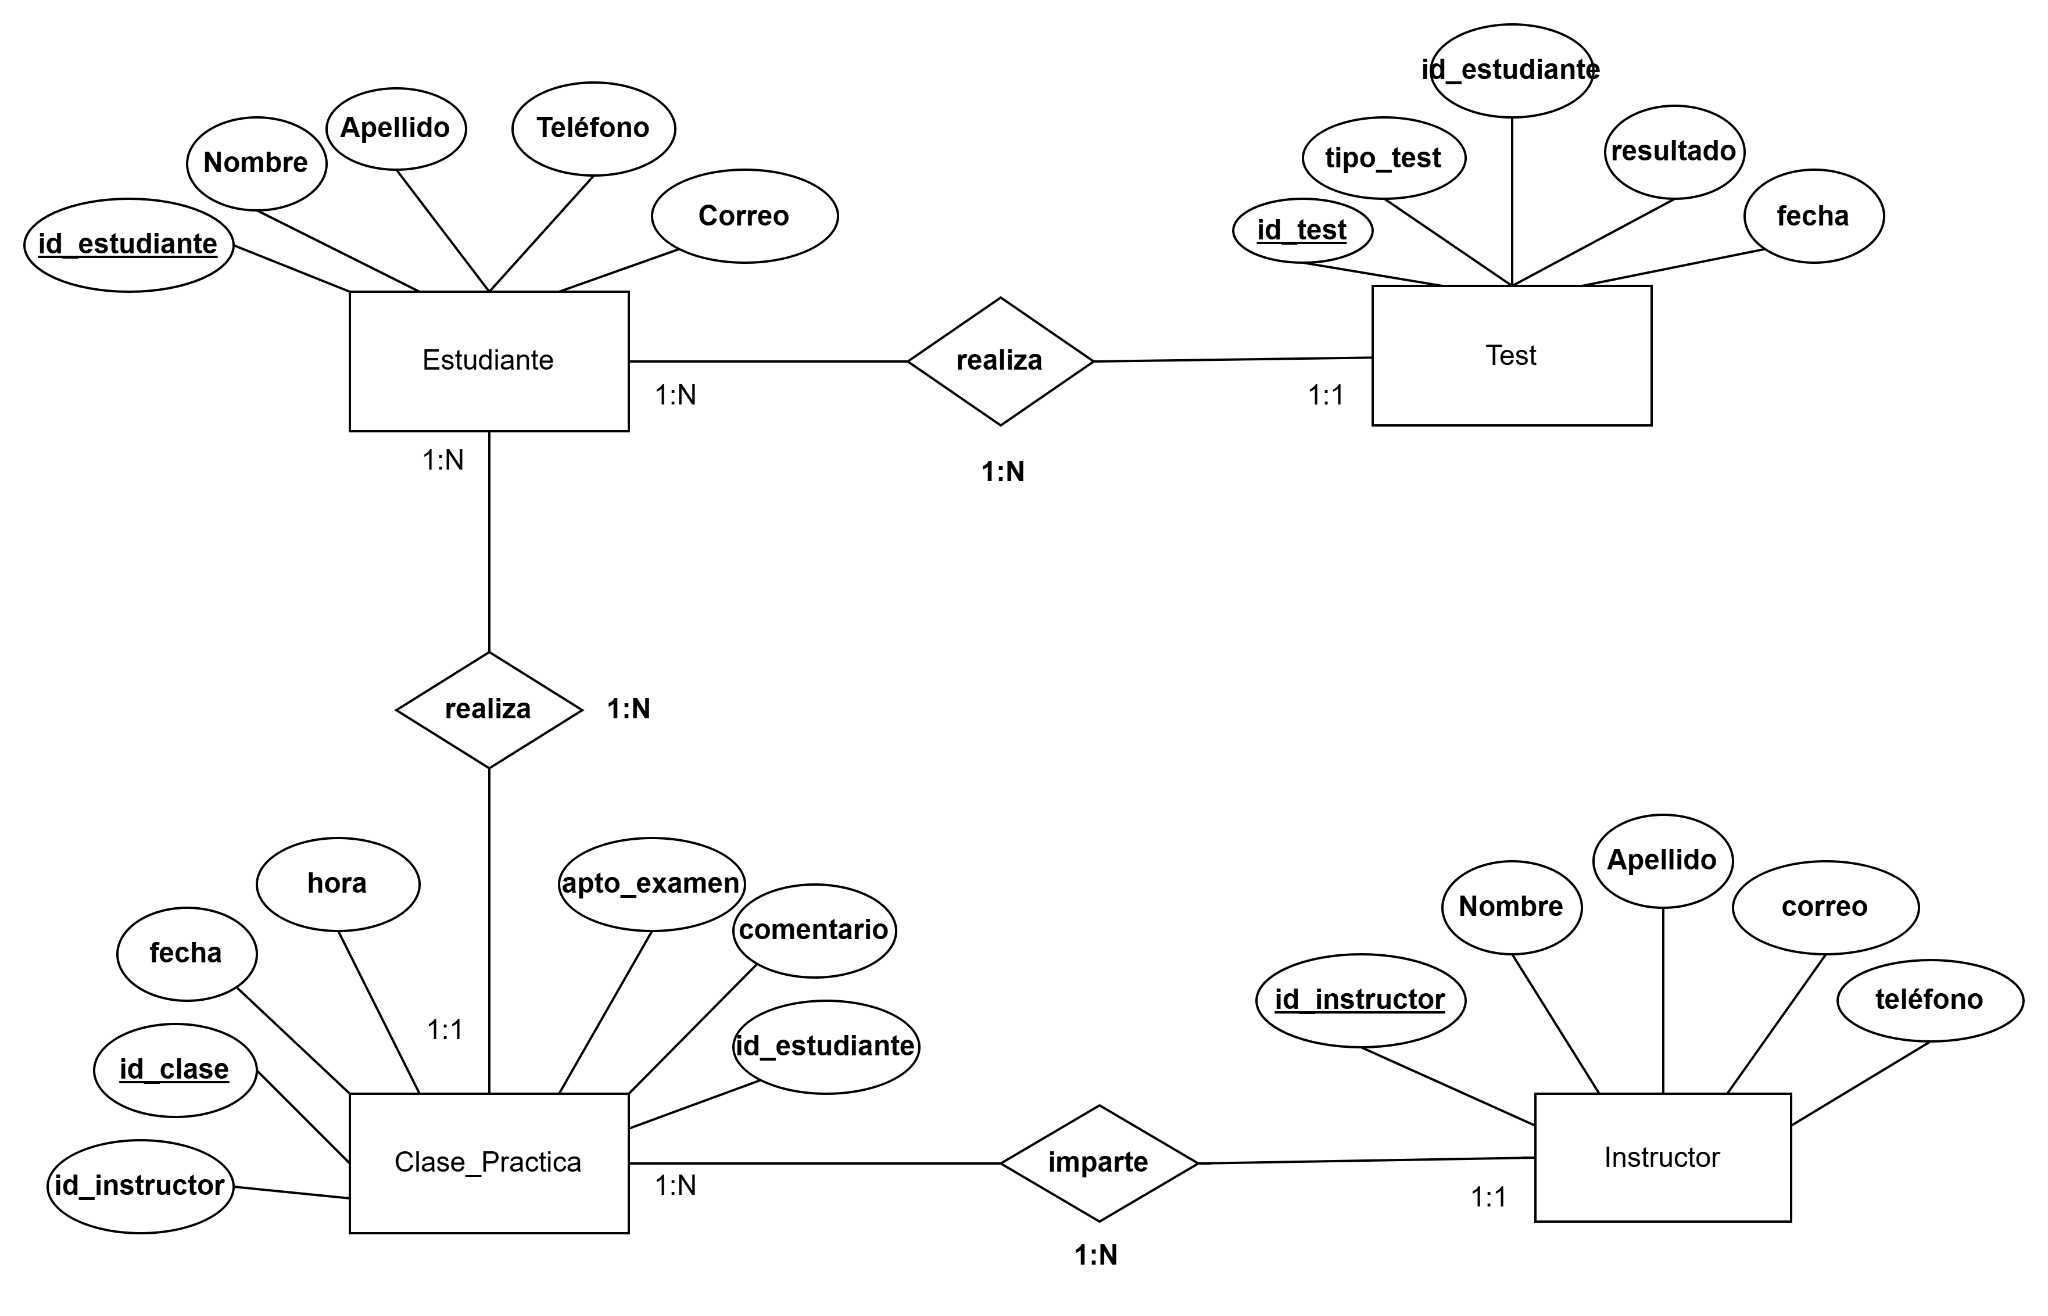 id_estudiante
Nombre
Apellido
Teléfono
Correo
Estudiante
1:N
1:N
realiza
1:N
1:1
id_test
tipo_test
id_estudiante
resultado
fecha
Test
realiza
1:N
1:1
id_instructor
id_clase
fecha
hora
apto_examen
comentario
id_estudiante
Clase_Practica
1:N
imparte
1:N
1:1
id_instructor
Nombre
Apellido
correo
teléfono
Instructor